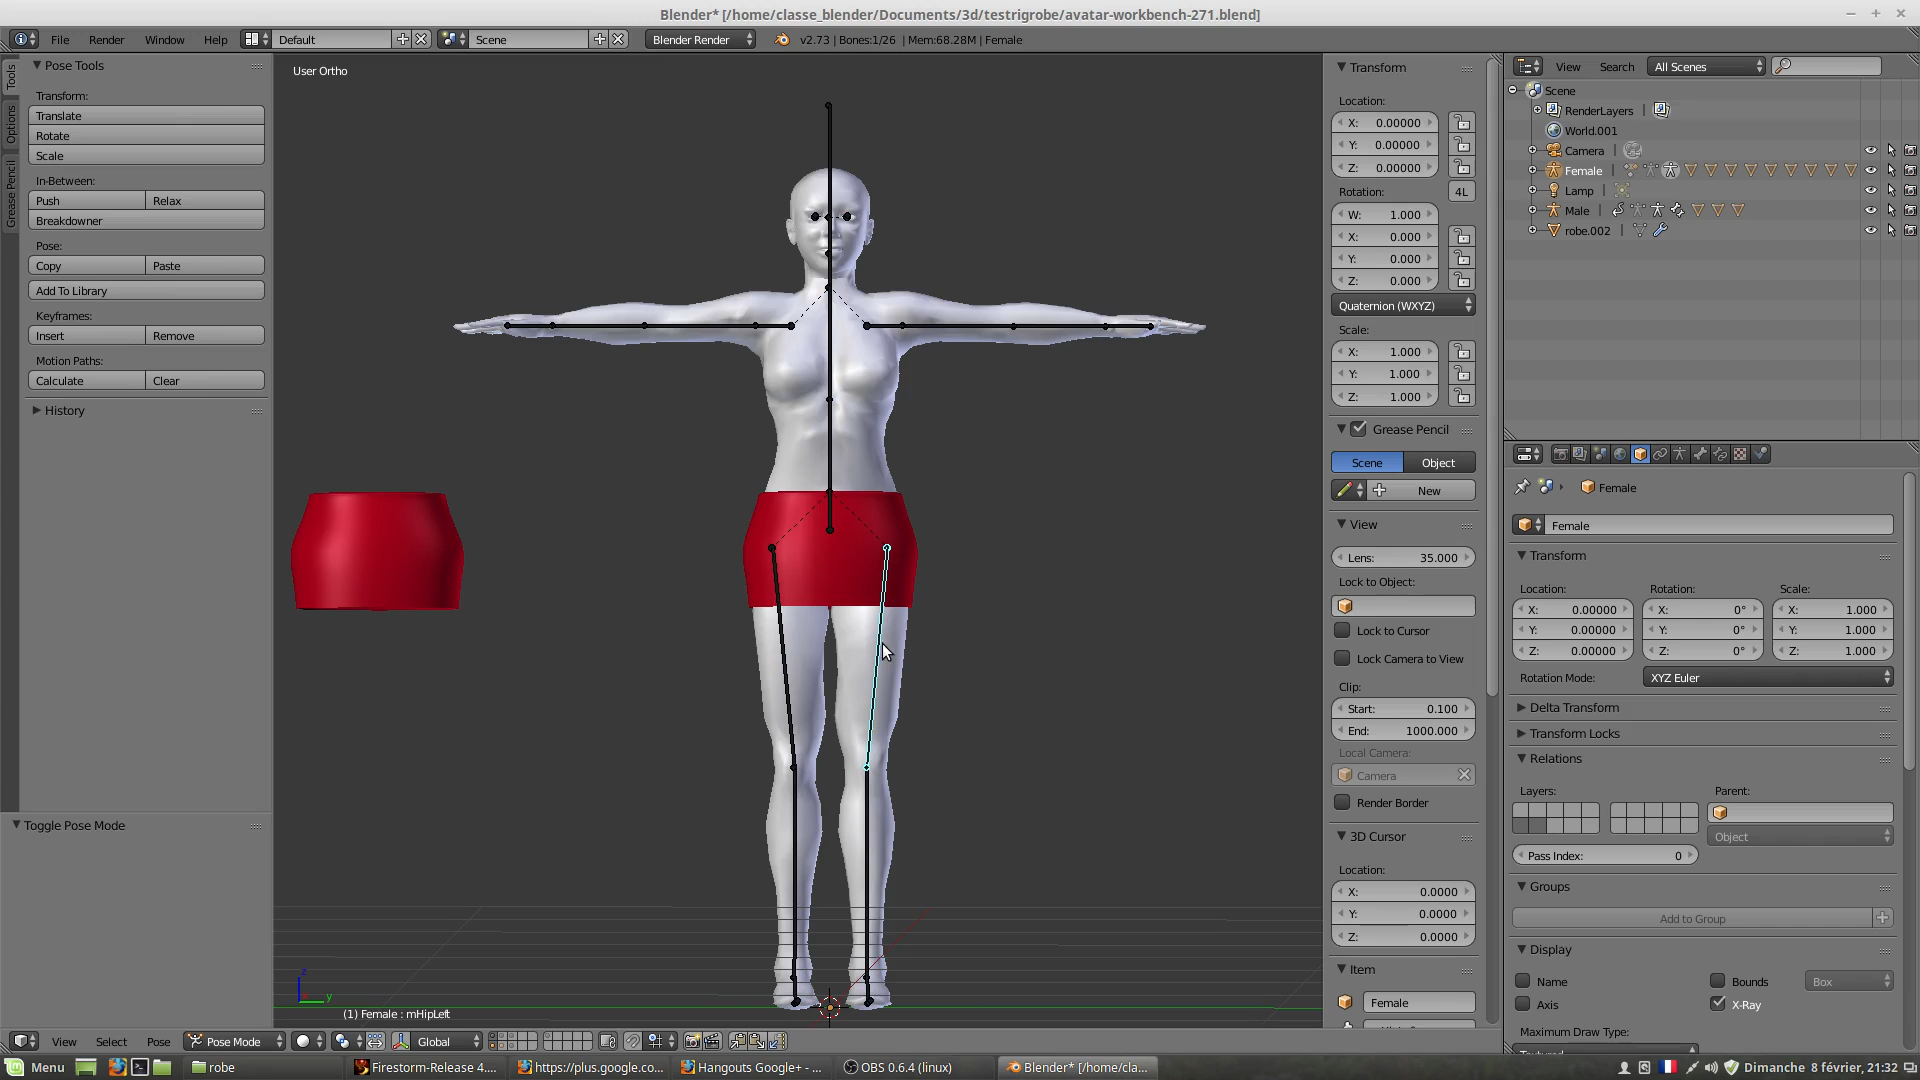 Blender* [/home/classe_blender/Documents/3d/testrigrobe/avatar-workbench-271.blend]
File Render Window Help Default Scene Blender Render v2.73 | Bones:1/26 | Mem:68.28M | Female
Tools
Options
Grease Pencil
Pose Tools
Transform:
Translate
Rotate
Scale
In-Between:
Push Relax
Breakdowner
Pose:
Copy Paste
Add To Library
Keyframes:
Insert Remove
Motion Paths:
Calculate Clear
History
Toggle Pose Mode
User Ortho
z
y
(1) Female : mHipLeft
View Select Pose Pose Mode Global
Transform
Location:
X: 0.00000
Y: 0.00000
Z: 0.00000
Rotation: 4L
W: 1.000
X: 0.000
Y: 0.000
Z: 0.000
Quaternion (WXYZ)
Scale:
X: 1.000
Y: 1.000
Z: 1.000
Grease Pencil
Scene Object
New
View
Lens: 35.000
Lock to Object:
Lock to Cursor
Lock Camera to View
Clip:
Start: 0.100
End: 1000.000
Local Camera:
Camera
Render Border
3D Cursor
Location:
X: 0.0000
Y: 0.0000
Z: 0.0000
Item
Female
View Search All Scenes
Scene
RenderLayers |
World.001
Camera |
Female |
Lamp |
Male |
robe.002 |
Female
Female
Transform
Location: Rotation: Scale:
X: 0.00000 X: 0° X: 1.000
Y: 0.00000 Y: 0° Y: 1.000
Z: 0.00000 Z: 0° Z: 1.000
Rotation Mode: XYZ Euler
Delta Transform
Transform Locks
Relations
Layers: Parent:
Object
Pass Index: 0
Groups
Add to Group
Display
Name Bounds Box
Axis X-Ray
Maximum Draw Type:
Menu robe Firestorm-Release 4.... https://plus.google.co... Hangouts Google+ - ... OBS 0.6.4 (linux) Blender* [/home/cla... Dimanche 8 février, 21:32